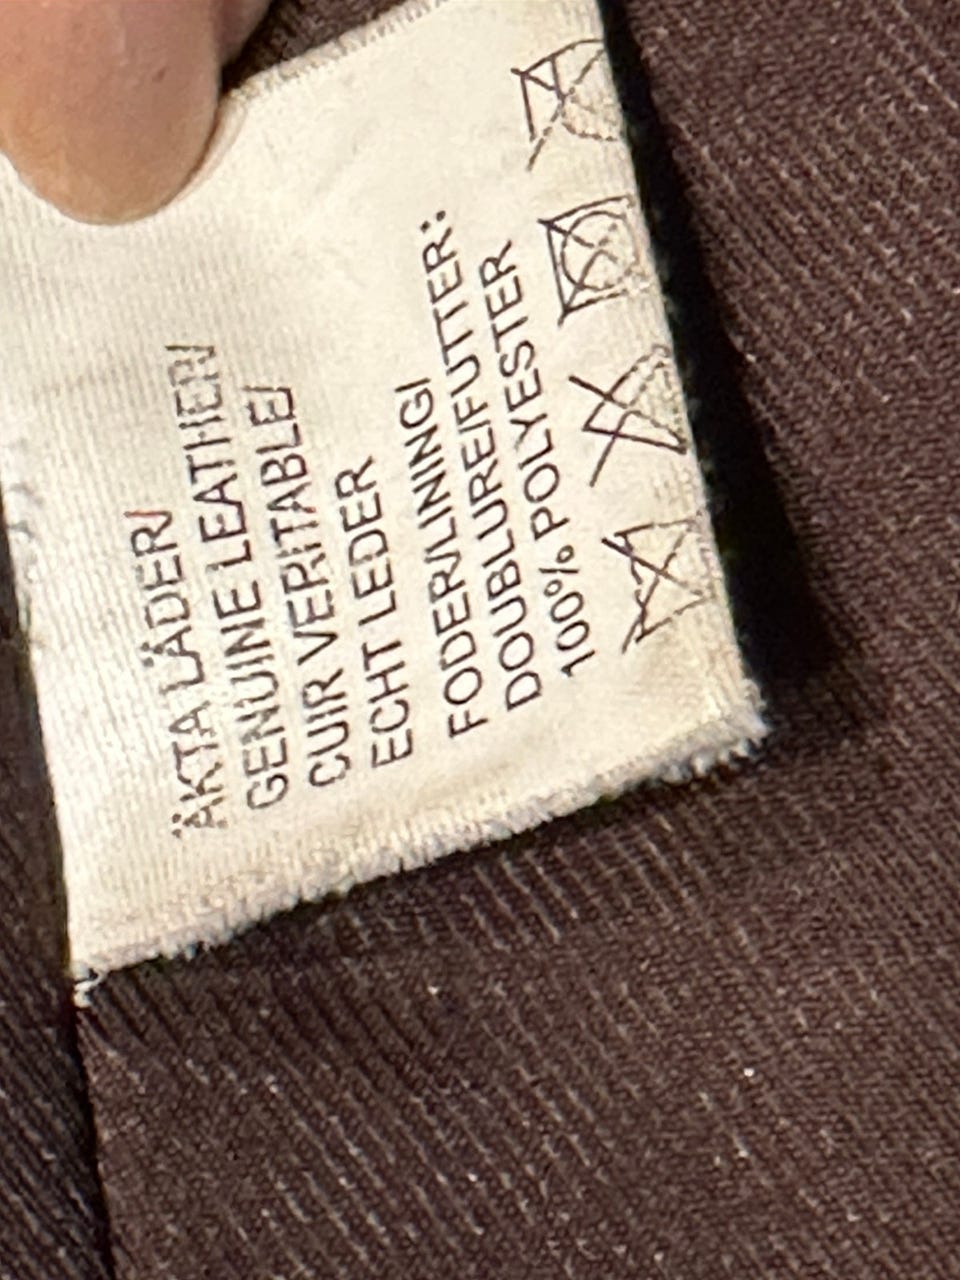 ÄKTA LÄDER/
GENUINE LEATHER/
CUIR VERITABLE/
ECHT LEDER
FODER/LINING/
DOUBLURE/FUTTER:
100% POLYESTER